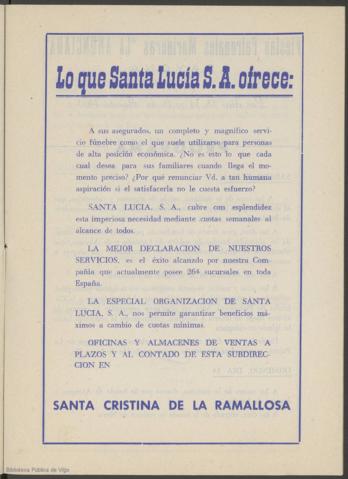 Lo que Santa Lucía S. A. ofrece:
A sus asegurados, un completo y magnífico servi-
cio fúnebre como el que suele utilizarse para personas
de alta posición económica. ¿No es esto lo que cada
cual desea para sus familiares cuando llega el mo-
mento preciso? ¿Por qué renunciar Vd. a tan humana
aspiración si el satisfacerla no le cuesta esfuerzo?
SANTA LUCIA, S. A., cubre con esplendidez
esta imperiosa necesidad mediante cuotas semanales al
alcance de todos.
LA MEJOR DECLARACION DE NUESTROS
SERVICIOS, es el éxito alcanzdo por nuestra Com-
pañia que actualmente posee 264 sucursales en toda
España.
LA ESPECIAL ORGANIZACION DE SANTA
LUCIA, S. A., nos permite garantizar beneficios má-
ximos a cambio de cuotas mínimas.
OFICINAS Y ALMACENES DE VENTAS A
PLAZOS Y AL CONTADO DE ESTA SUBDIREC-
CION EN
SANTA CRISTINA DE LA RAMALLOSA
Biblioteca Pública de Vigo